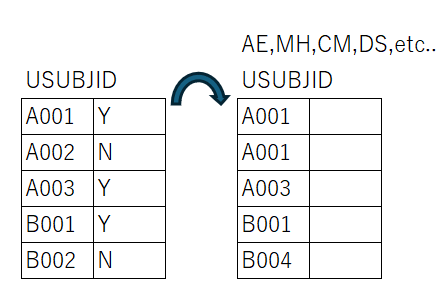 AE,MH,CM,DS,etc..
USUBJID
A001 Y
A002 N
A003 Y
B001 Y
B002 N
USUBJID
A001
A001
A003
B001
B004